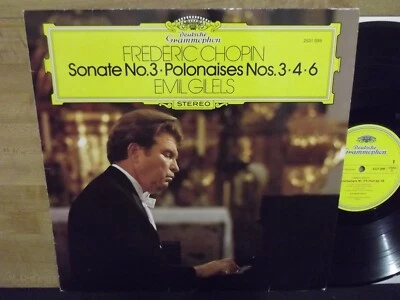 Deutsche
Grammophon
FREDERIC CHOPIN
Sonate No.3 · Polonaises Nos. 3·4·6
EMIL GILELS
STEREO
Deutsche
Grammophon